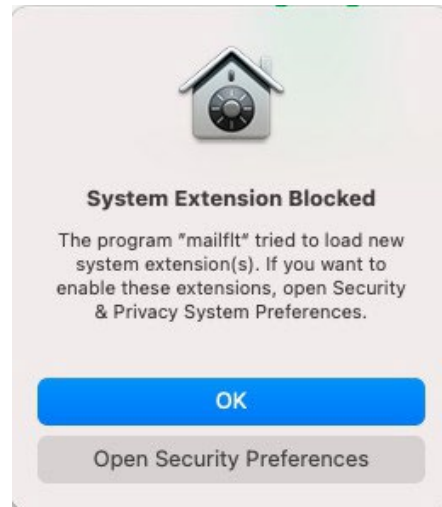 System Extension Blocked
The program "mailflt" tried to load new
system extension(s). If you want to
enable these extensions, open Security
& Privacy System Preferences.
OK
Open Security Preferences